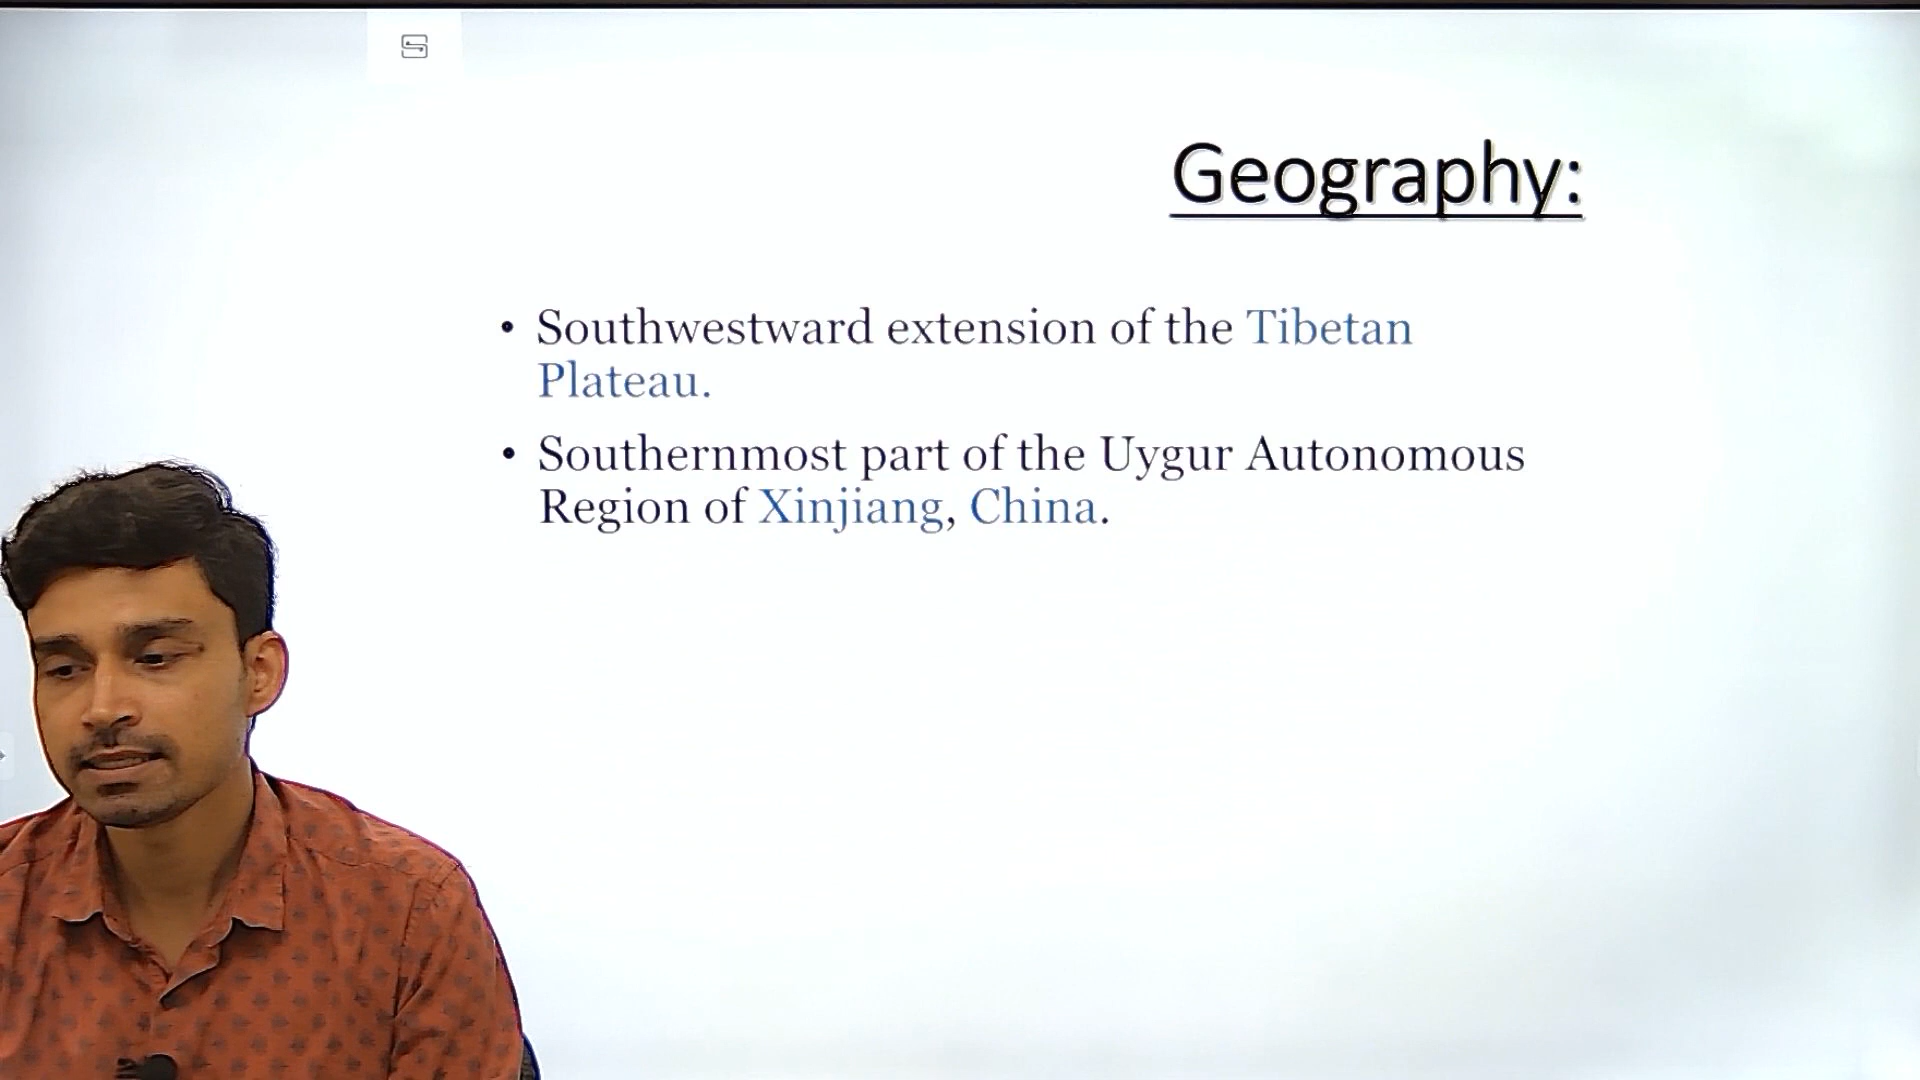 Geography:
• Southwestward extension of the Tibetan
Plateau.
• Southernmost part of the Uygur Autonomous
Region of Xinjiang, China.